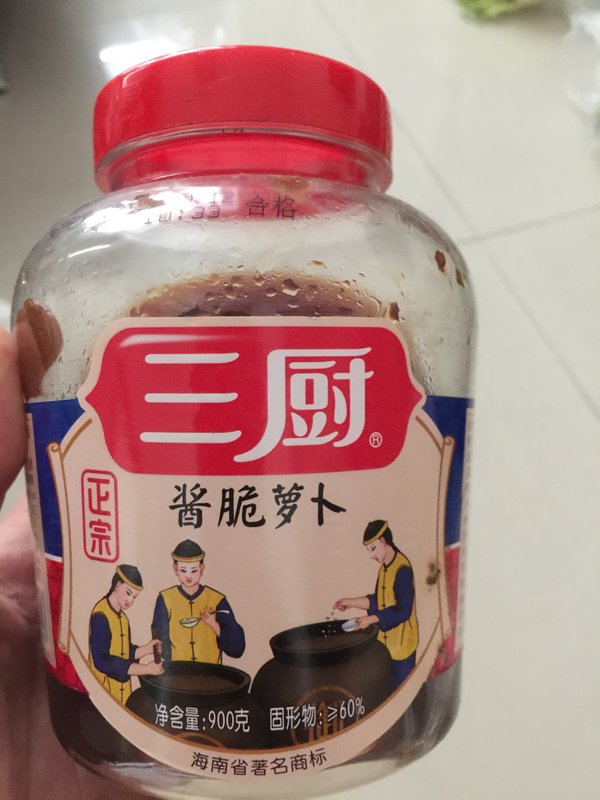 合格
三厨®
酱脆萝卜
正宗
净含量:900克 固形物:≥60%
海南省著名商标